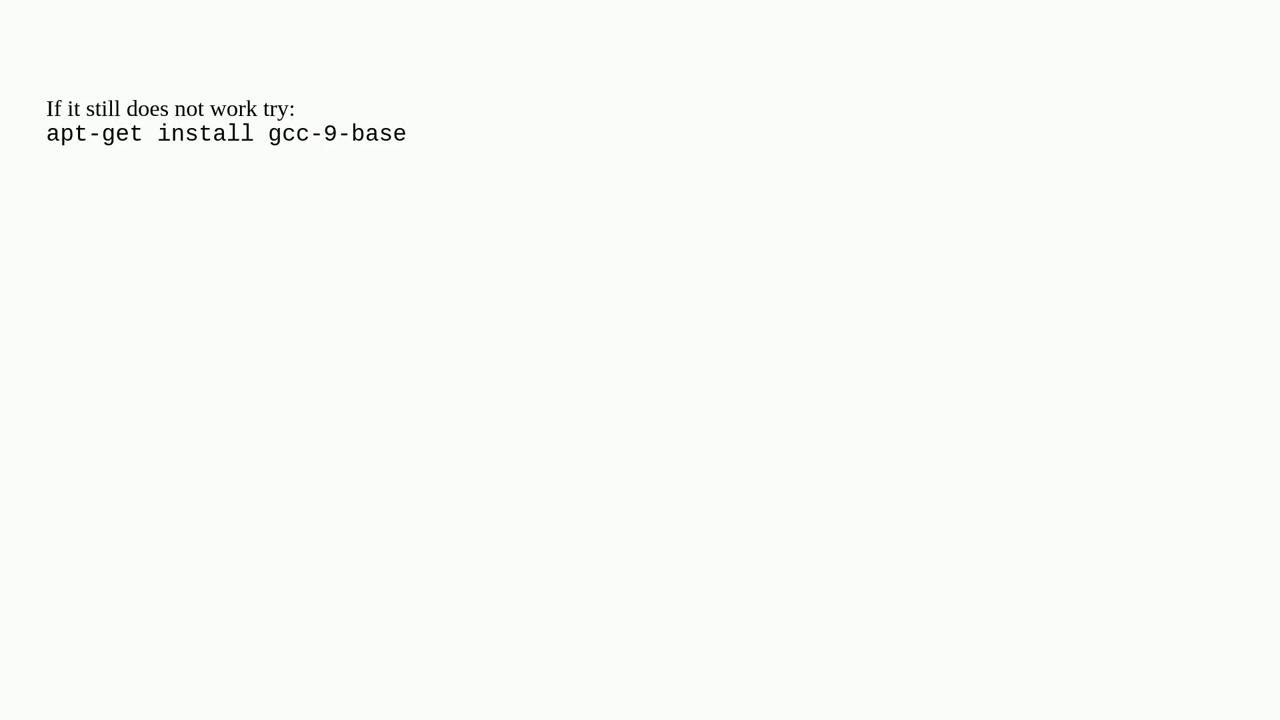 If it still does not work try:
apt-get install gcc-9-base